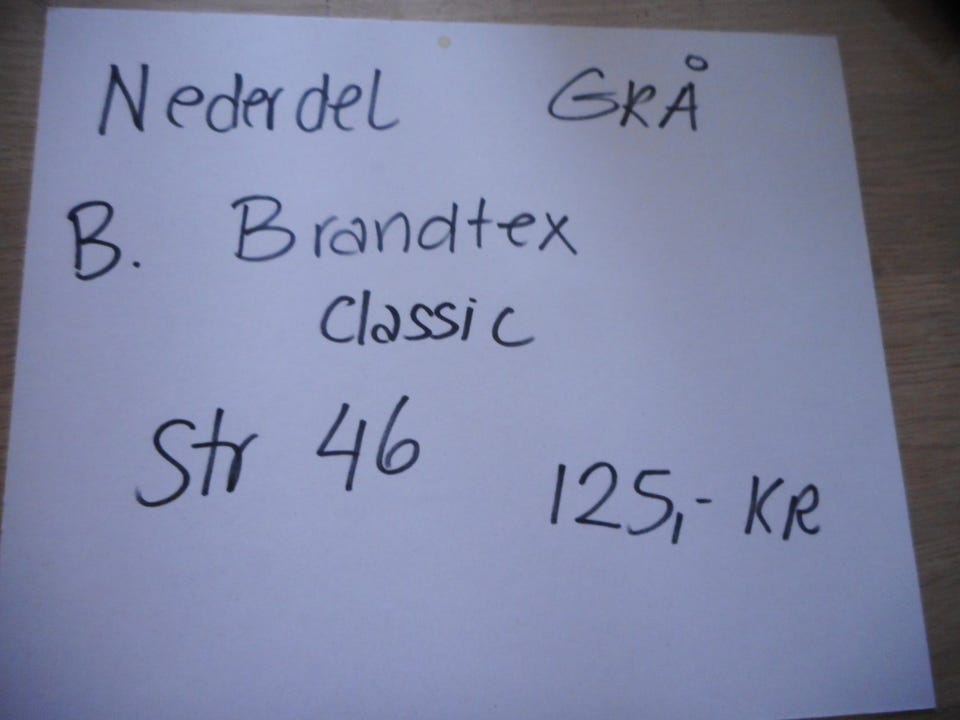 Nederdel GRÅ
B. Brandtex
Classic
Str 46
125,- KR